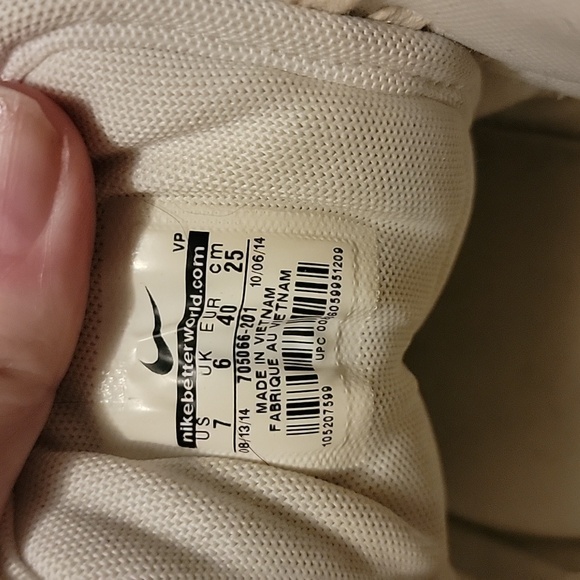 VP
nikebetterworld.com
US UK EUR cm
7 6 40 25
705066-201
08/13/14 10/06/14
MADE IN VIETNAM
FABRIQUE AU VIETNAM
UPC 00
6059951209
105207599